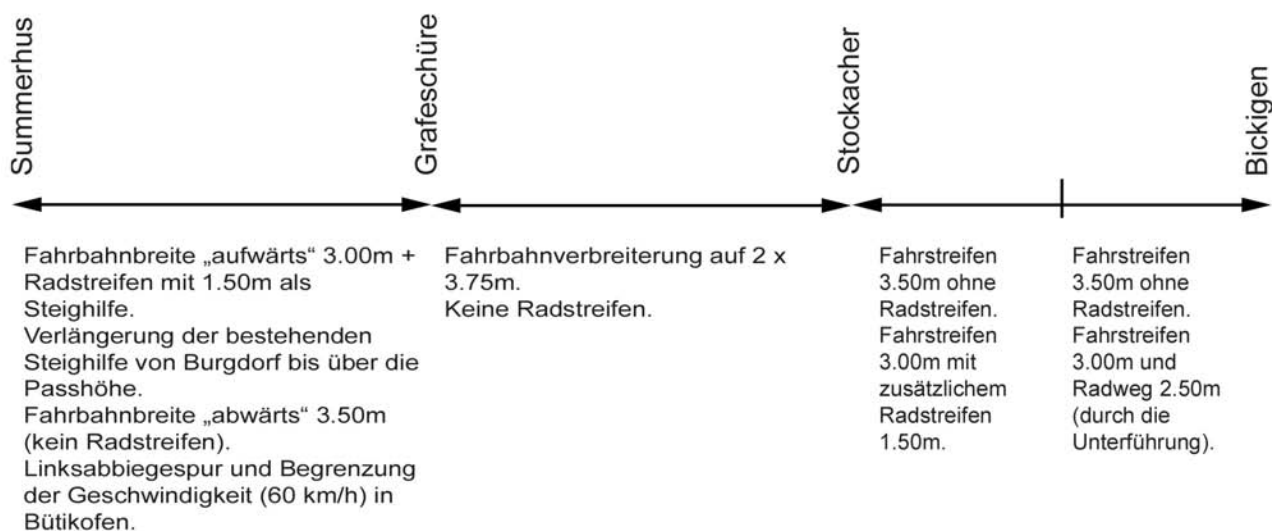 Summerhus
Grafeschüre
Stockacher
Bickigen
Fahrbahnbreite „aufwärts“ 3.00m +
Radstreifen mit 1.50m als
Steighilfe.
Verlängerung der bestehenden
Steighilfe von Burgdorf bis über die
Passhöhe.
Fahrbahnbreite „abwärts“ 3.50m
(kein Radstreifen).
Linksabbiegespur und Begrenzung
der Geschwindigkeit (60 km/h) in
Bütikofen.
Fahrbahnverbreiterung auf 2 x
3.75m.
Keine Radstreifen.
Fahrstreifen
3.50m ohne
Radstreifen.
Fahrstreifen
3.00m mit
zusätzlichem
Radstreifen
1.50m.
Fahrstreifen
3.50m ohne
Radstreifen.
Fahrstreifen
3.00m und
Radweg 2.50m
(durch die
Unterführung).